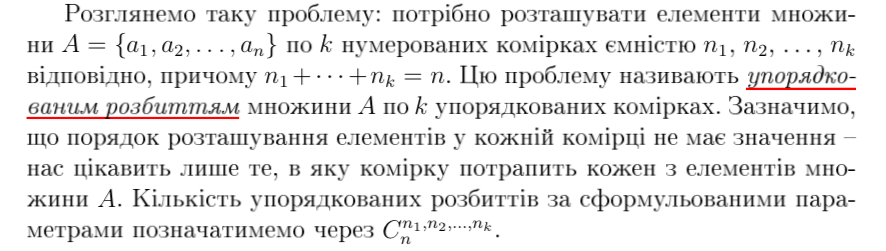 Розглянемо таку проблему: потрібно розташувати елементи множи-
ни A = {a₁, a₂, . . . , aₙ} по k нумерованих комірках ємністю n₁, n₂, . . . , nₖ
відповідно, причому n₁ + · · · + nₖ = n. Цю проблему називають упорядко-
ваним розбиттям множини A по k упорядкованих комірках. Зазначимо,
що порядок розташування елементів у кожній комірці не має значення –
нас цікавить лише те, в яку комірку потрапить кожен з елементів мно-
жини A. Кількість упорядкованих розбиттів за сформульованими пара-
метрами позначатимемо через C_n^{n₁,n₂,...,nₖ}.